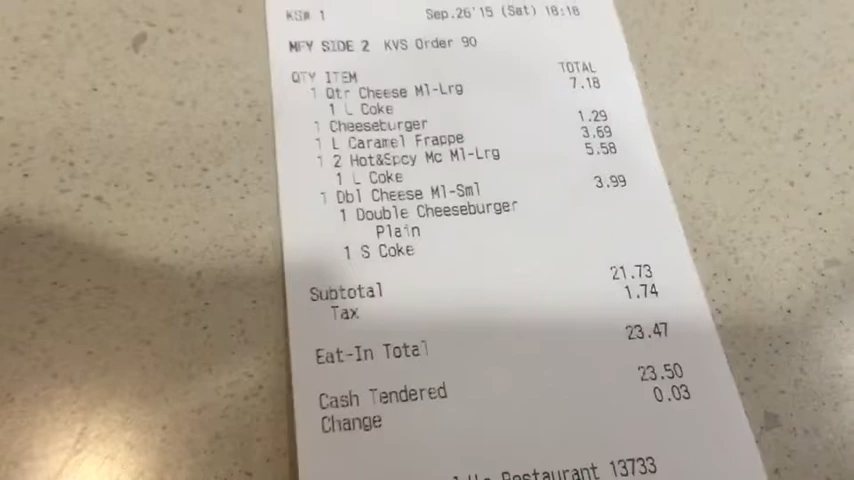 KS# 1 Sep.26'15 (Sat) 18:18
MFY SIDE 2 KVS Order 90
QTY ITEM TOTAL
1 Qtr Cheese Ml-Lrg 7.18
1 L Coke
1 Cheeseburger 1.29
1 L Caramel Frappe 3.69
1 2 Hot&Spcy Mc Ml-Lrg 5.58
1 L Coke
1 Dbl Cheese Ml-Sml 3.99
1 Double Cheeseburger
Plain
1 S Coke
Subtotal 21.73
Tax 1.74
Eat-In Total 23.47
Cash Tendered 23.50
Change 0.03
Restaurant 13733